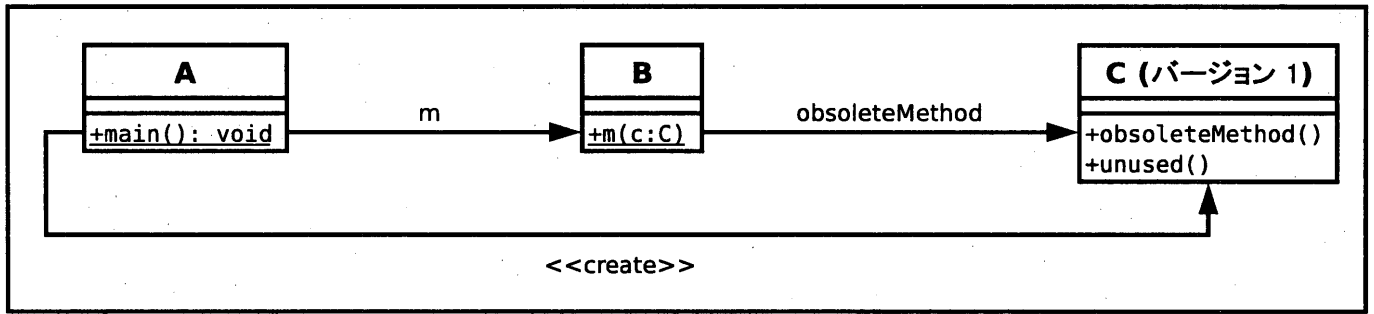 A
+main(): void
m
B
+m(c:C)
obsoleteMethod
C (バージョン 1)
+obsoleteMethod()
+unused()
<<create>>